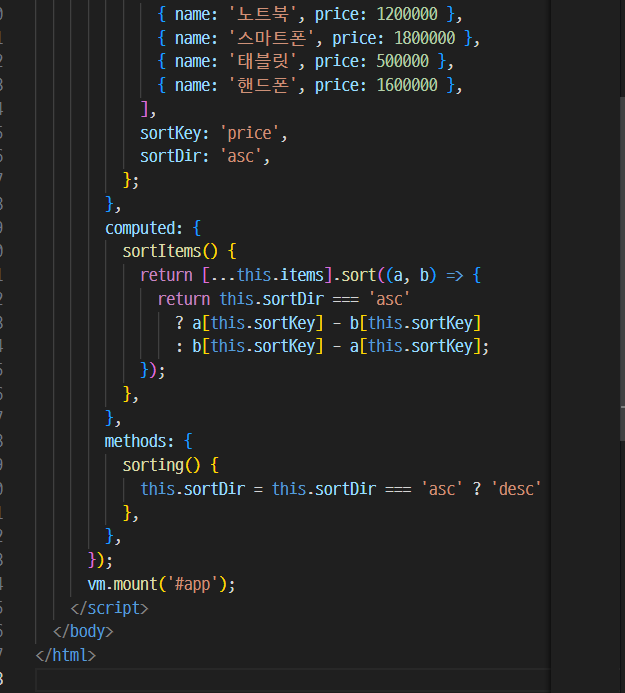 { name: '노트북', price: 1200000 },
{ name: '스마트폰', price: 1800000 },
{ name: '태블릿', price: 500000 },
{ name: '핸드폰', price: 1600000 },
],
sortKey: 'price',
sortDir: 'asc',
};
},
computed: {
sortItems() {
return [...this.items].sort((a, b) => {
return this.sortDir === 'asc'
? a[this.sortKey] - b[this.sortKey]
: b[this.sortKey] - a[this.sortKey];
});
},
},
methods: {
sorting() {
this.sortDir = this.sortDir === 'asc' ? 'desc'
},
},
});
vm.mount('#app');
</script>
</body>
</html>